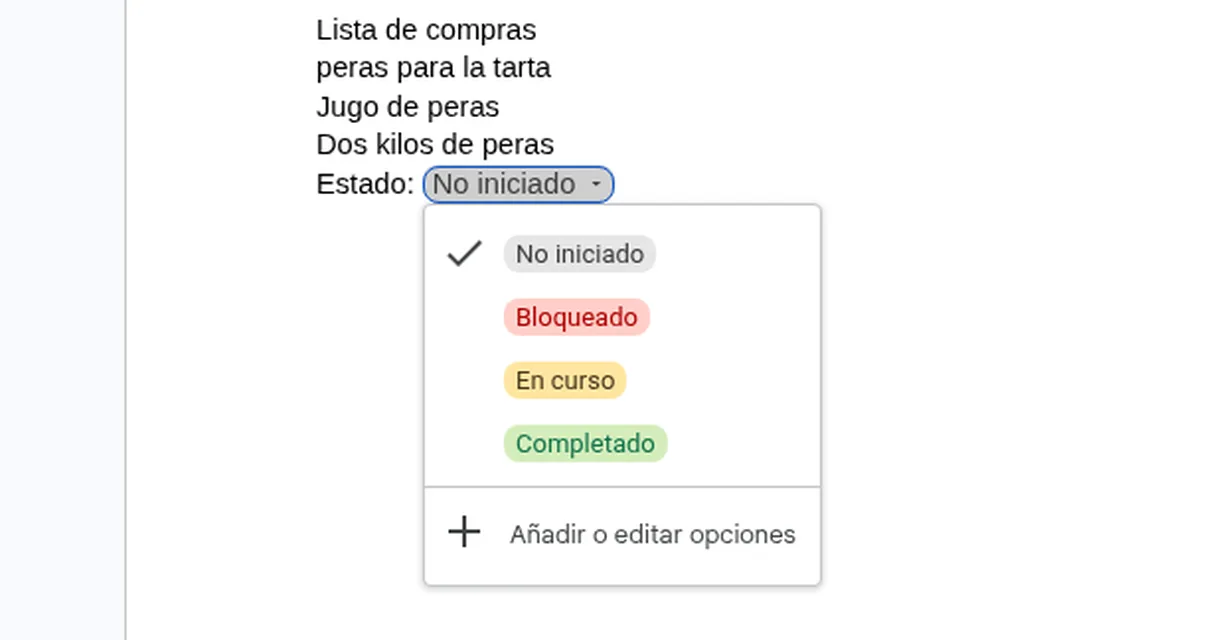 Lista de compras
peras para la tarta
Jugo de peras
Dos kilos de peras
Estado: No iniciado
No iniciado
Bloqueado
En curso
Completado
Añadir o editar opciones